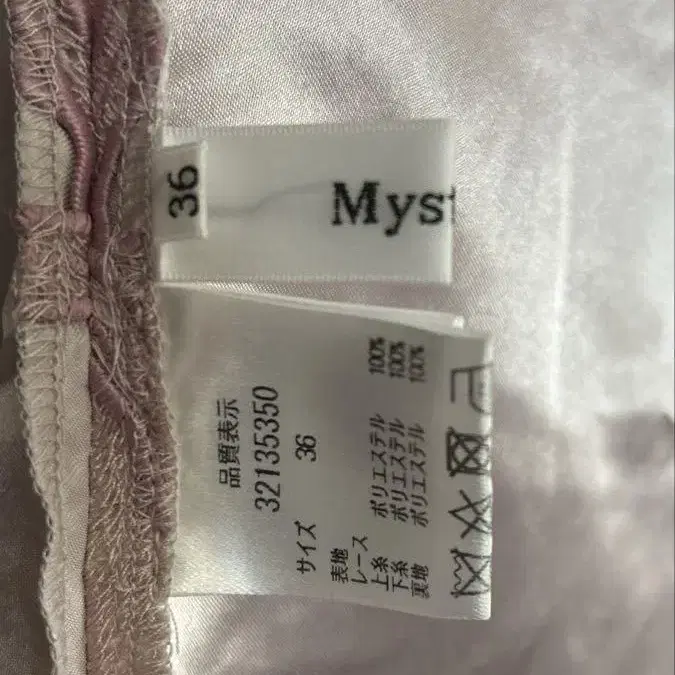 36
Myst
品質表示
32135350
サイズ 36
表地
レース
上糸 ポリエステル 100%
下糸 ポリエステル 100%
裏地 ポリエステル 100%